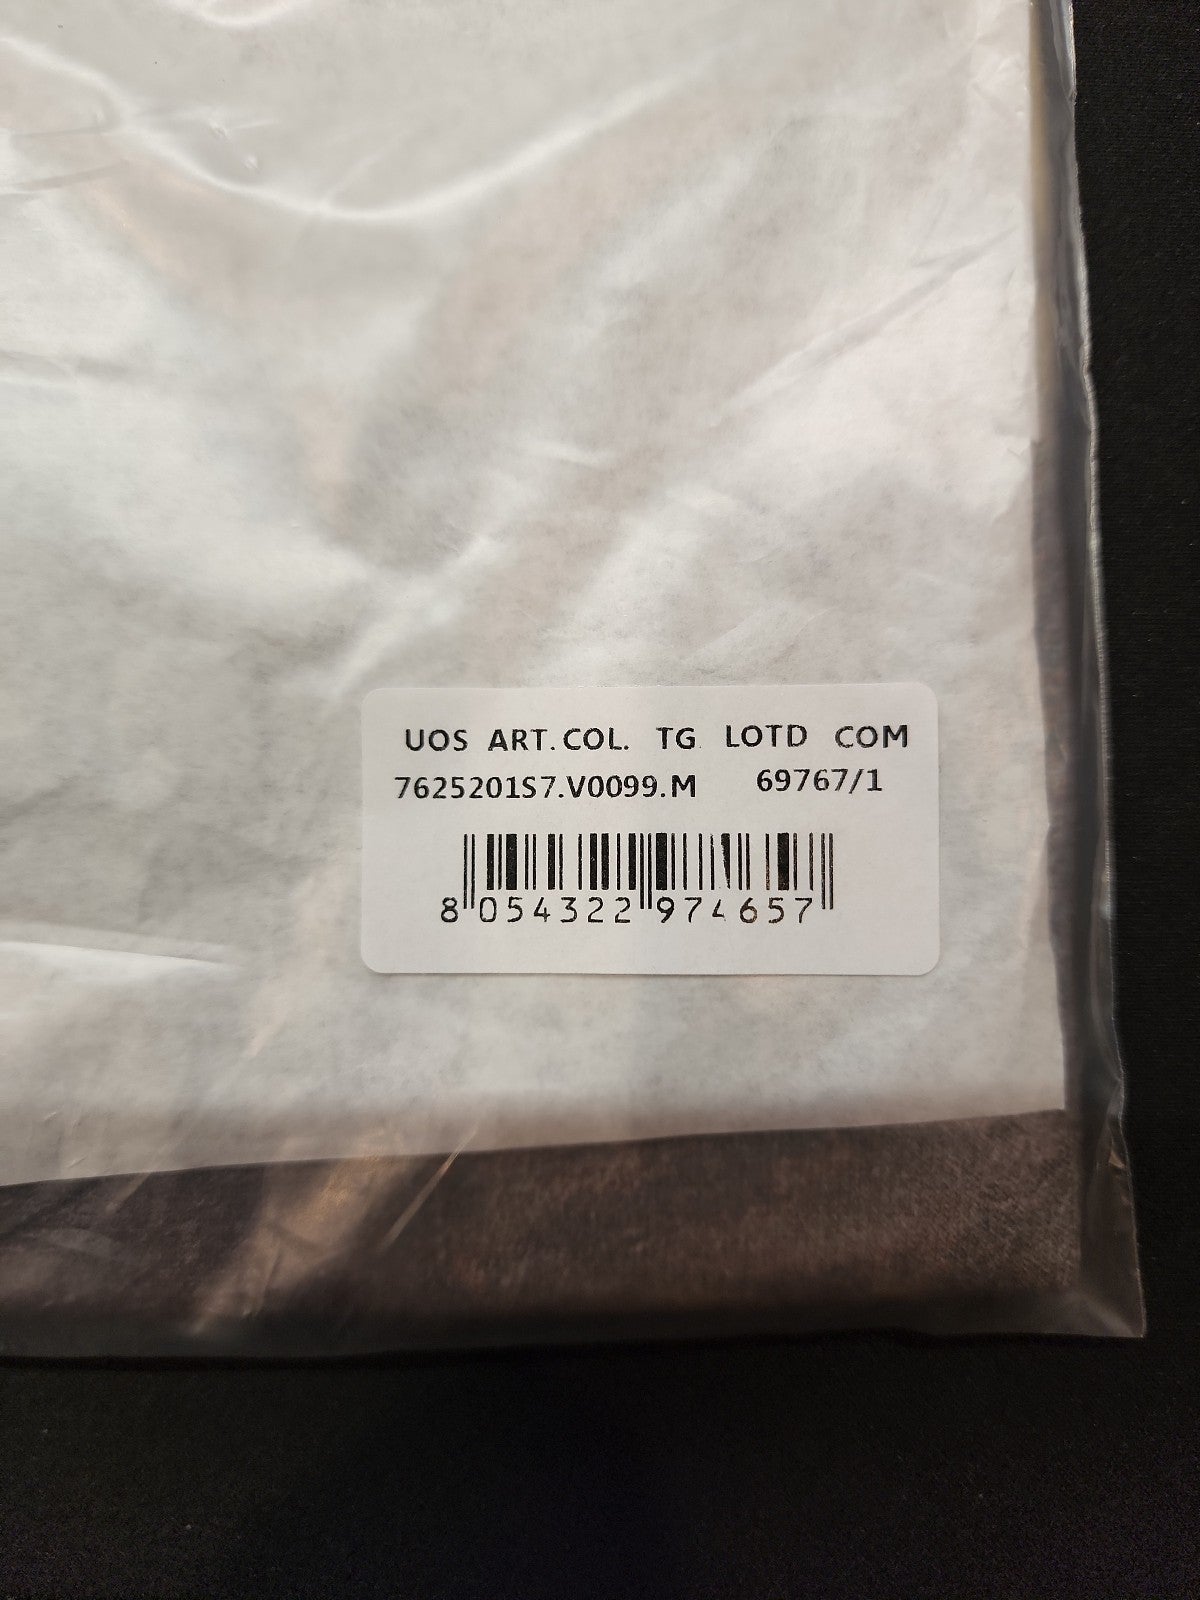 UOS ART.COL. TG LOTD COM
7625201S7.V0099.M 69767/1
8 054322 974657